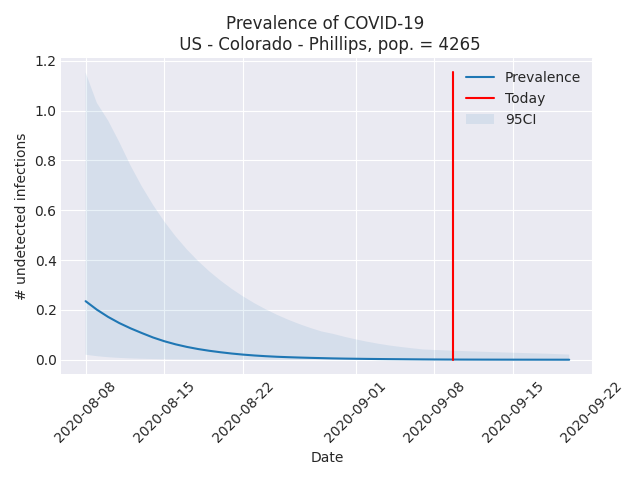 Prevalence of COVID-19
US - Colorado - Phillips, pop. = 4265
# undetected infections
1.2
1.0
0.8
0.6
0.4
0.2
0.0
Prevalence
Today
95CI
2020-08-08
2020-08-15
2020-08-22
2020-09-01
2020-09-08
2020-09-15
2020-09-22
Date